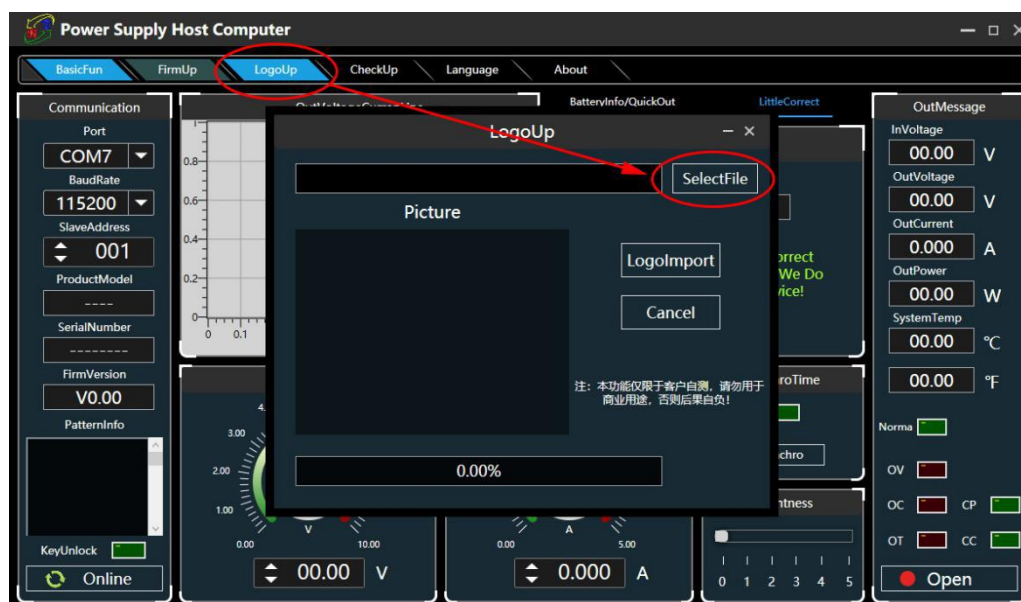 Power Supply Host Computer
BasicFun
FirmUp
LogoUp
CheckUp
Language
About
Communication
Port
COM7
BaudRate
115200
SlaveAddress
001
ProductModel
----
SerialNumber
--------
FirmVersion
V0.00
PatternInfo
KeyUnlock
Online
0.8
0.6
0.4
0.2
0
0 0.1
BatteryInfo/QuickOut
LittleCorrect
LogoUp
SelectFile
Picture
LogoImport
Cancel
注：本功能仅限于客户自测，请勿用于
商业用途，否则后果自负！
0.00%
We Do
3.00
2.00
1.00
0.00
V
10.00
00.00 V
0.00
A
5.00
0.000 A
0 1 2 3 4 5
OutMessage
InVoltage
00.00 V
OutVoltage
00.00 V
OutCurrent
0.000 A
OutPower
00.00 W
SystemTemp
00.00 ℃
00.00 ℉
Norma
OV
OC CP
OT CC
Open